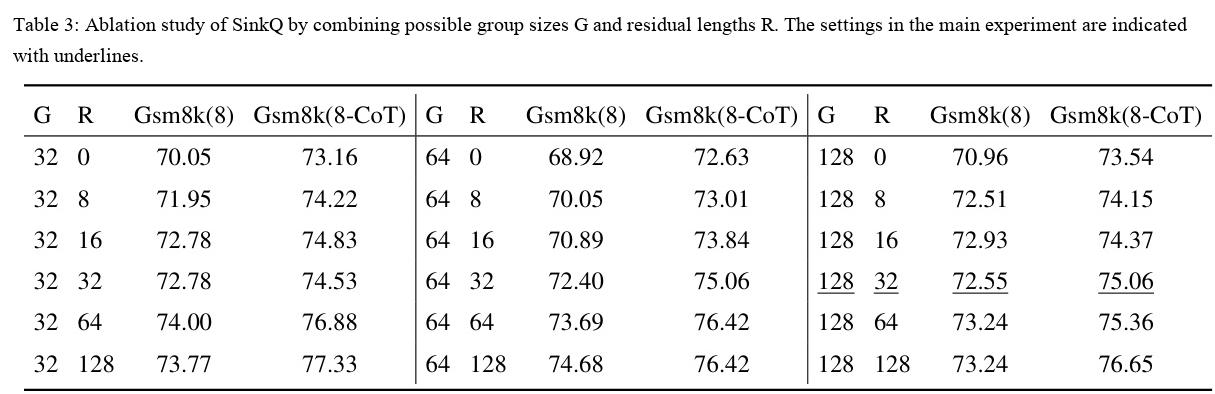 Table 3: Ablation study of SinkQ by combining possible group sizes G and residual lengths R. The settings in the main experiment are indicated
with underlines.
G R Gsm8k(8) Gsm8k(8-CoT) G R Gsm8k(8) Gsm8k(8-CoT) G R Gsm8k(8) Gsm8k(8-CoT)
32 0 70.05 73.16 64 0 68.92 72.63 128 0 70.96 73.54
32 8 71.95 74.22 64 8 70.05 73.01 128 8 72.51 74.15
32 16 72.78 74.83 64 16 70.89 73.84 128 16 72.93 74.37
32 32 72.78 74.53 64 32 72.40 75.06 128 32 72.55 75.06
32 64 74.00 76.88 64 64 73.69 76.42 128 64 73.24 75.36
32 128 73.77 77.33 64 128 74.68 76.42 128 128 73.24 76.65